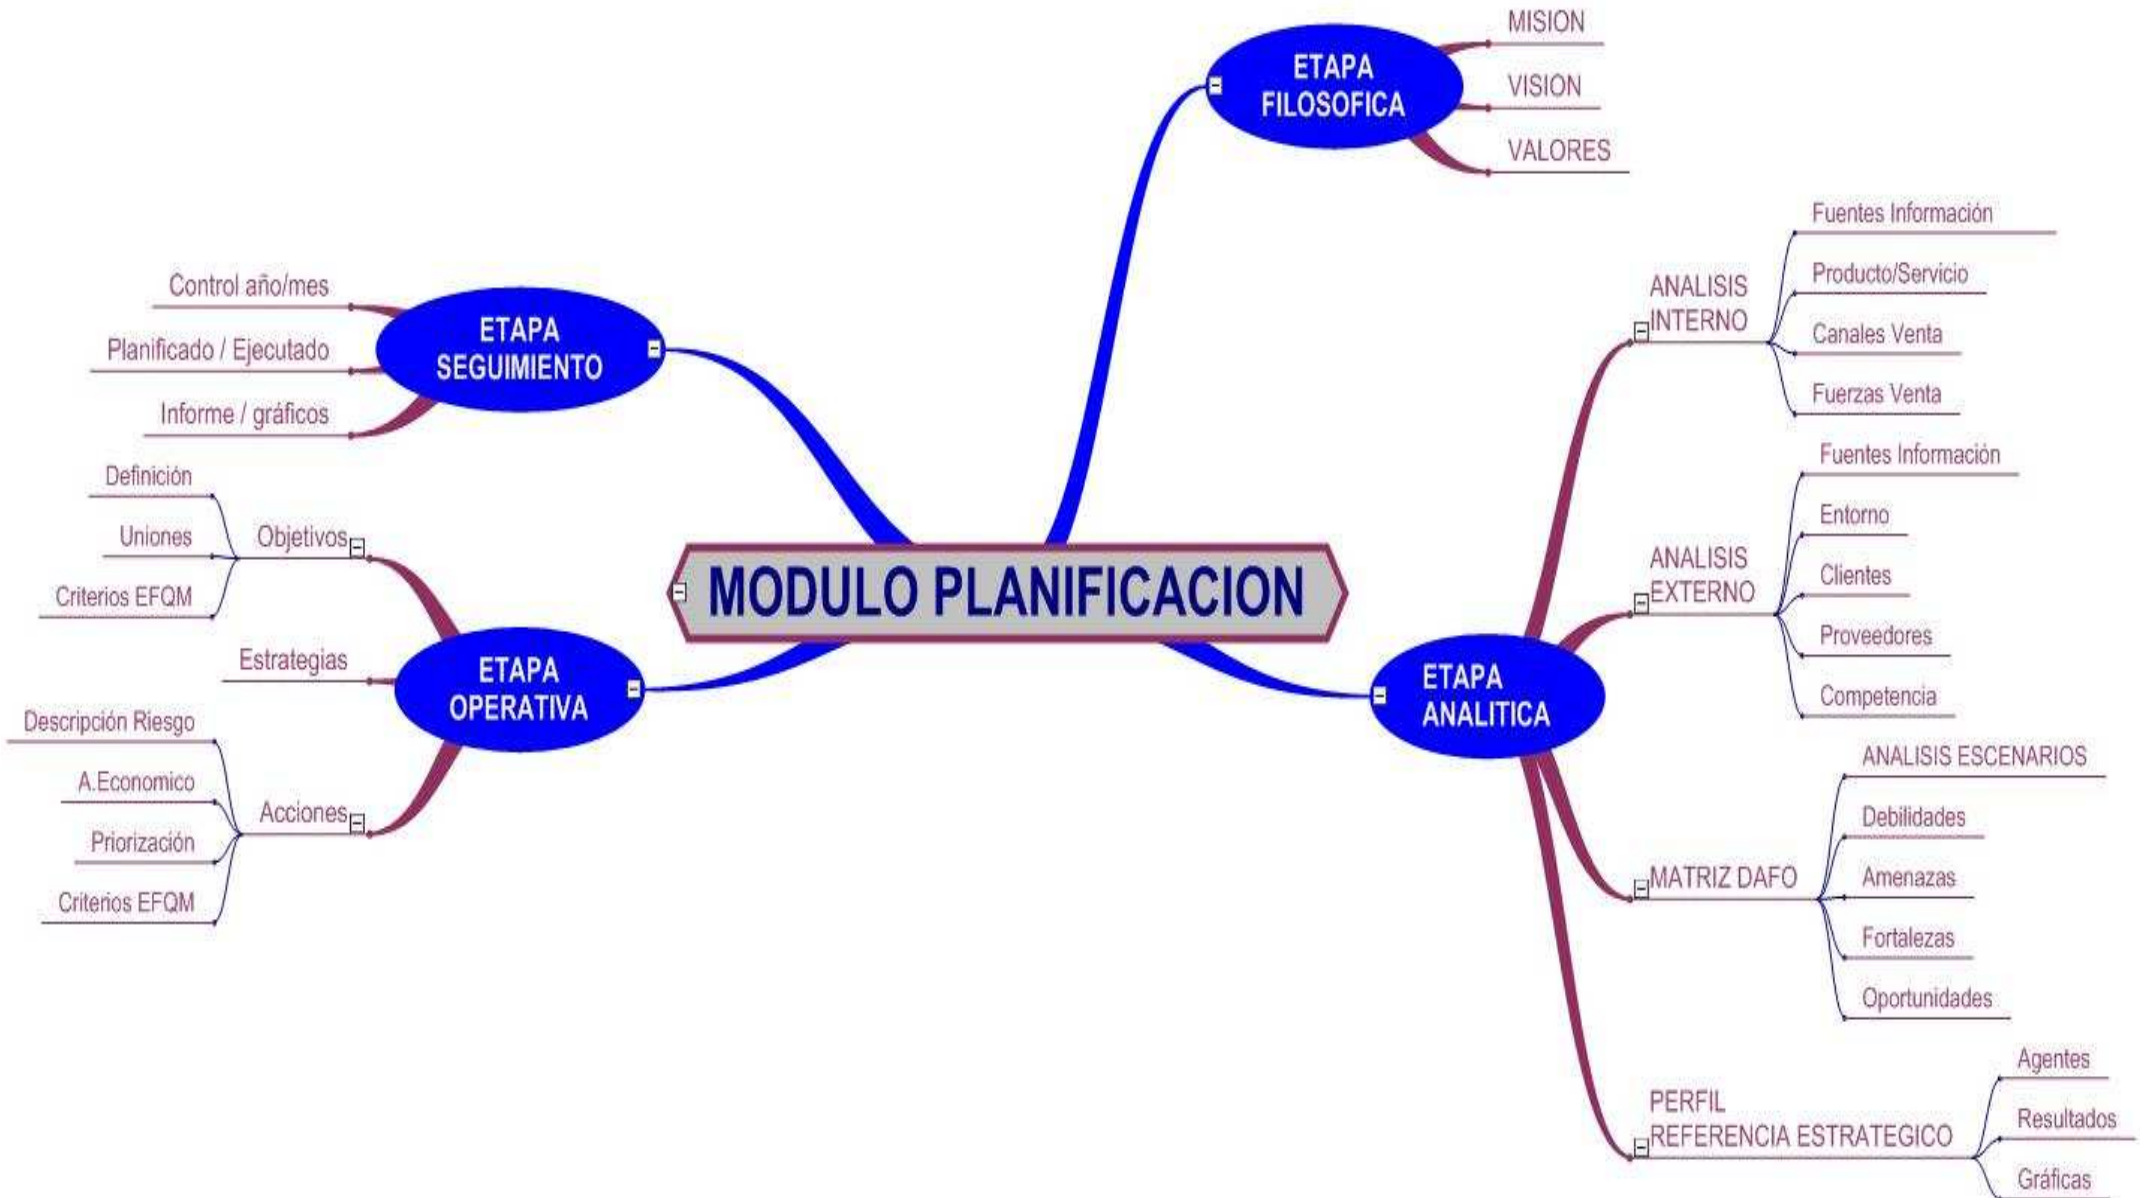 MODULO PLANIFICACION
ETAPA
FILOSOFICA
MISION
VISION
VALORES
ETAPA
ANALITICA
ANALISIS
INTERNO
Fuentes Información
Producto/Servicio
Canales Venta
Fuerzas Venta
ANALISIS
EXTERNO
Fuentes Información
Entorno
Clientes
Proveedores
Competencia
MATRIZ DAFO
ANALISIS ESCENARIOS
Debilidades
Amenazas
Fortalezas
Oportunidades
PERFIL
REFERENCIA ESTRATEGICO
Agentes
Resultados
Gráficas
ETAPA
OPERATIVA
Objetivos
Definición
Uniones
Criterios EFQM
Estrategias
Acciones
Descripción Riesgo
A.Economico
Priorización
Criterios EFQM
ETAPA
SEGUIMIENTO
Control año/mes
Planificado / Ejecutado
Informe / gráficos